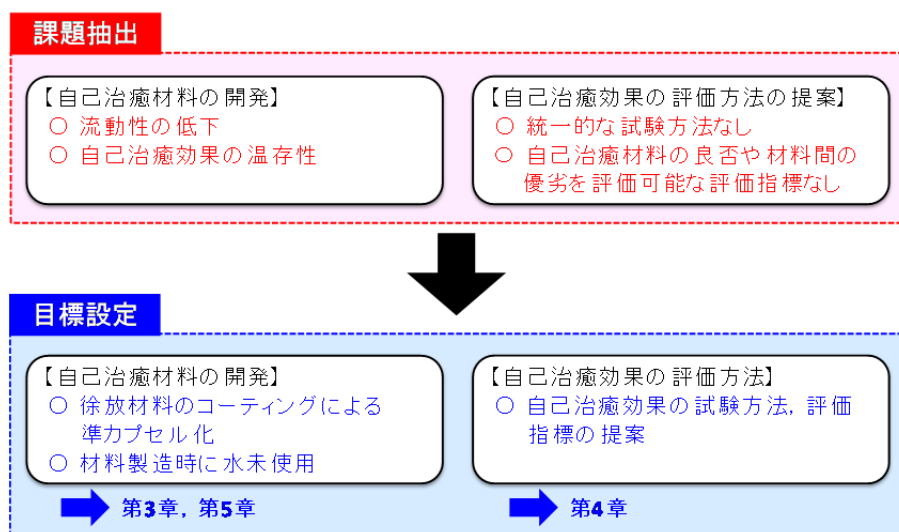 課題抽出
【自己治癒材料の開発】
○ 流動性の低下
○ 自己治癒効果の温存性
【自己治癒効果の評価方法の提案】
○ 統一的な試験方法なし
○ 自己治癒材料の良否や材料間の
優劣を評価可能な評価指標なし
目標設定
【自己治癒材料の開発】
○ 徐放材料のコーティングによる
準カプセル化
○ 材料製造時に水未使用
第3章, 第5章
【自己治癒効果の評価方法】
○ 自己治癒効果の試験方法, 評価
指標の提案
第4章